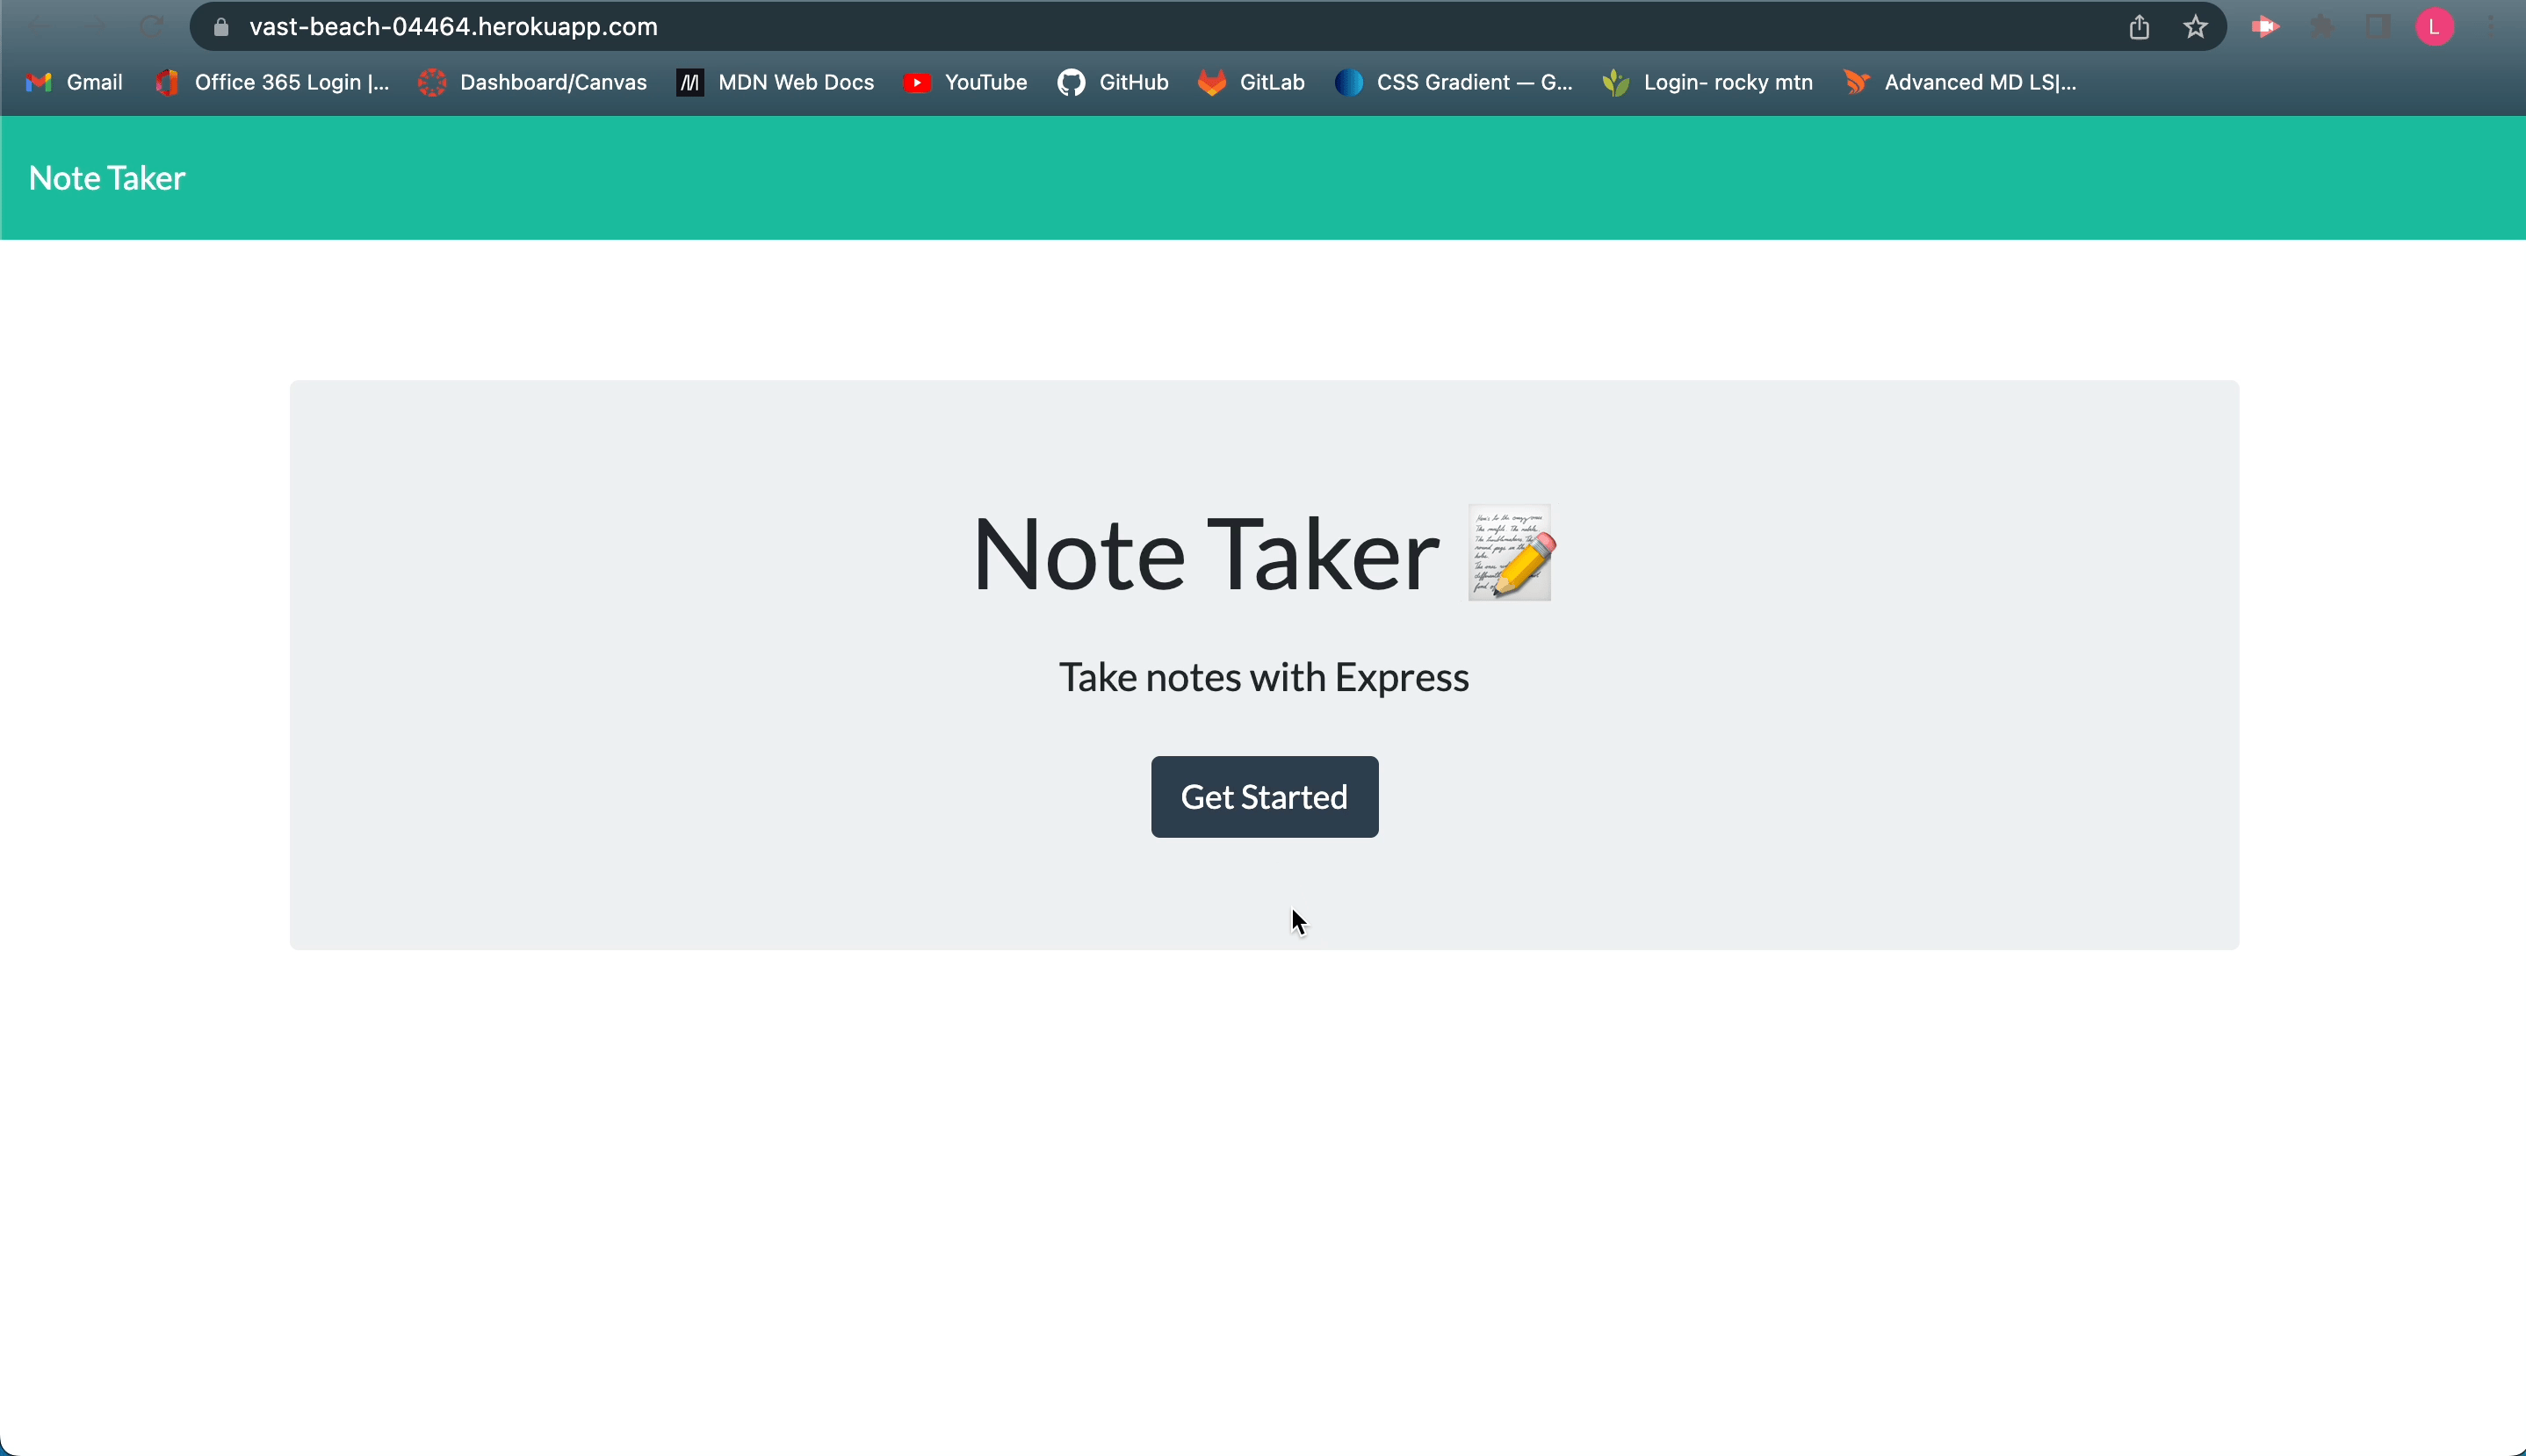 vast-beach-04464.herokuapp.com
L
Gmail Office 365 Login |... Dashboard/Canvas MDN Web Docs YouTube GitHub GitLab CSS Gradient — G... Login- rocky mtn Advanced MD LS|...
Note Taker
Note Taker
Take notes with Express
Get Started